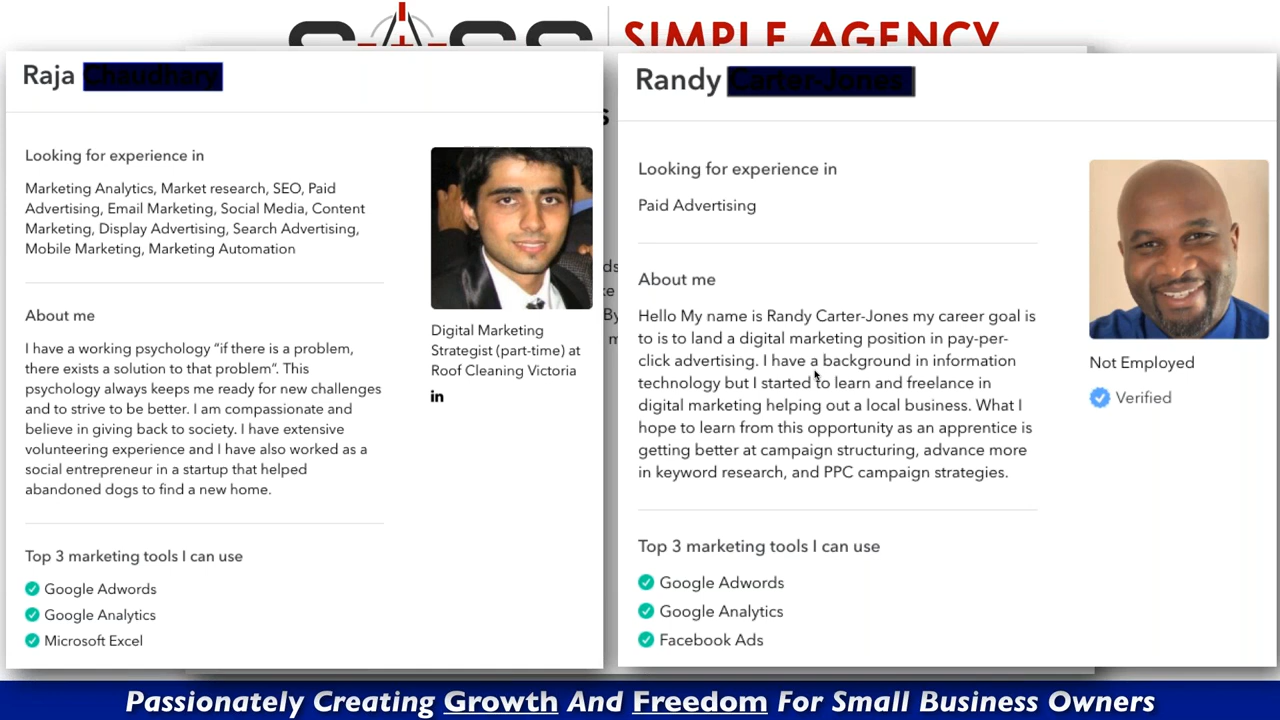 SIMPLE AGENCY
Raja Chaudhary
Looking for experience in
Marketing Analytics, Market research, SEO, Paid
Advertising, Email Marketing, Social Media, Content
Marketing, Display Advertising, Search Advertising,
Mobile Marketing, Marketing Automation
About me
I have a working psychology “if there is a problem,
there exists a solution to that problem”. This
psychology always keeps me ready for new challenges
and to strive to be better. I am compassionate and
believe in giving back to society. I have extensive
volunteering experience and I have also worked as a
social entrepreneur in a startup that helped
abandoned dogs to find a new home.
Top 3 marketing tools I can use
Google Adwords
Google Analytics
Microsoft Excel
Digital Marketing
Strategist (part-time) at
Roof Cleaning Victoria
in
Randy Carter-Jones
Looking for experience in
Paid Advertising
About me
Hello My name is Randy Carter-Jones my career goal is
to is to land a digital marketing position in pay-per-
click advertising. I have a background in information
technology but I started to learn and freelance in
digital marketing helping out a local business. What I
hope to learn from this opportunity as an apprentice is
getting better at campaign structuring, advance more
in keyword research, and PPC campaign strategies.
Top 3 marketing tools I can use
Google Adwords
Google Analytics
Facebook Ads
Not Employed
Verified
Passionately Creating Growth And Freedom For Small Business Owners